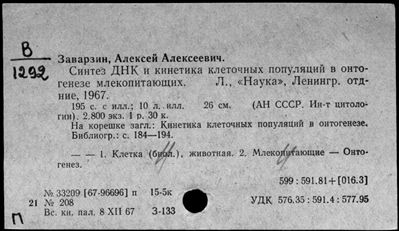 В
1292
Заварзин, Алексей Алексеевич.
Синтез ДНК и кинетика клеточных популяций в онто-
генезе млекопитающих. Л., «Наука», Ленингр. отд-
ние, 1967.
195 с. с илл.; 10 л. илл. 26 см. (АН СССР. Ин-т цитоло-
гии). 2.800 экз. 1 р. 30 к.
На корешке загл.: Кинетика клеточных популяций в онтогенезе.
Библиогр.: с. 184—194.
— — 1. Клетка (биол.), животная. 2. Млекопитающие — Онто-
генез.
599 : 591.81+[016.3]
№ 33209 [67-96696] п 15-5к
21 № 208 УДК 576.35 : 591.4 : 577.95
Вс. кн. пал. 8 XII 67 З-133
П